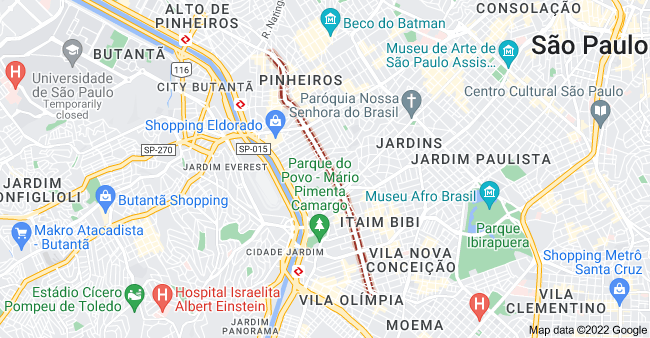 ALTO DE
PINHEIROS
R. Naring
Beco do Batman
CONSOLAÇÃO
BUTANTÃ
Museu de Arte de
São Paulo Assis...
São Paulo
Universidade
de São Paulo
Temporarily
closed
116
CITY BUTANTÃ
PINHEIROS
Paróquia Nossa
Senhora do Brasil
Centro Cultural São Paulo
Shopping Eldorado
SP-270
SP-015
JARDINS
JARDIM PAULISTA
JARDIM EVEREST
Parque do
Povo - Mário
Pimenta
Camargo
JARDIM
ONFIGLIOLI
Butantã Shopping
Museu Afro Brasil
Makro Atacadista
- Butantã
ITAIM BIBI
Parque
Ibirapuera
CIDADE JARDIM
VILA NOVA
CONCEIÇÃO
Shopping Metrô
Santa Cruz
Estádio Cícero
Pompeu de Toledo
Hospital Israelita
Albert Einstein
VILA OLÍMPIA
VILA
CLEMENTINO
JARDIM
PANORAMA
MOEMA
Map data ©2022 Google